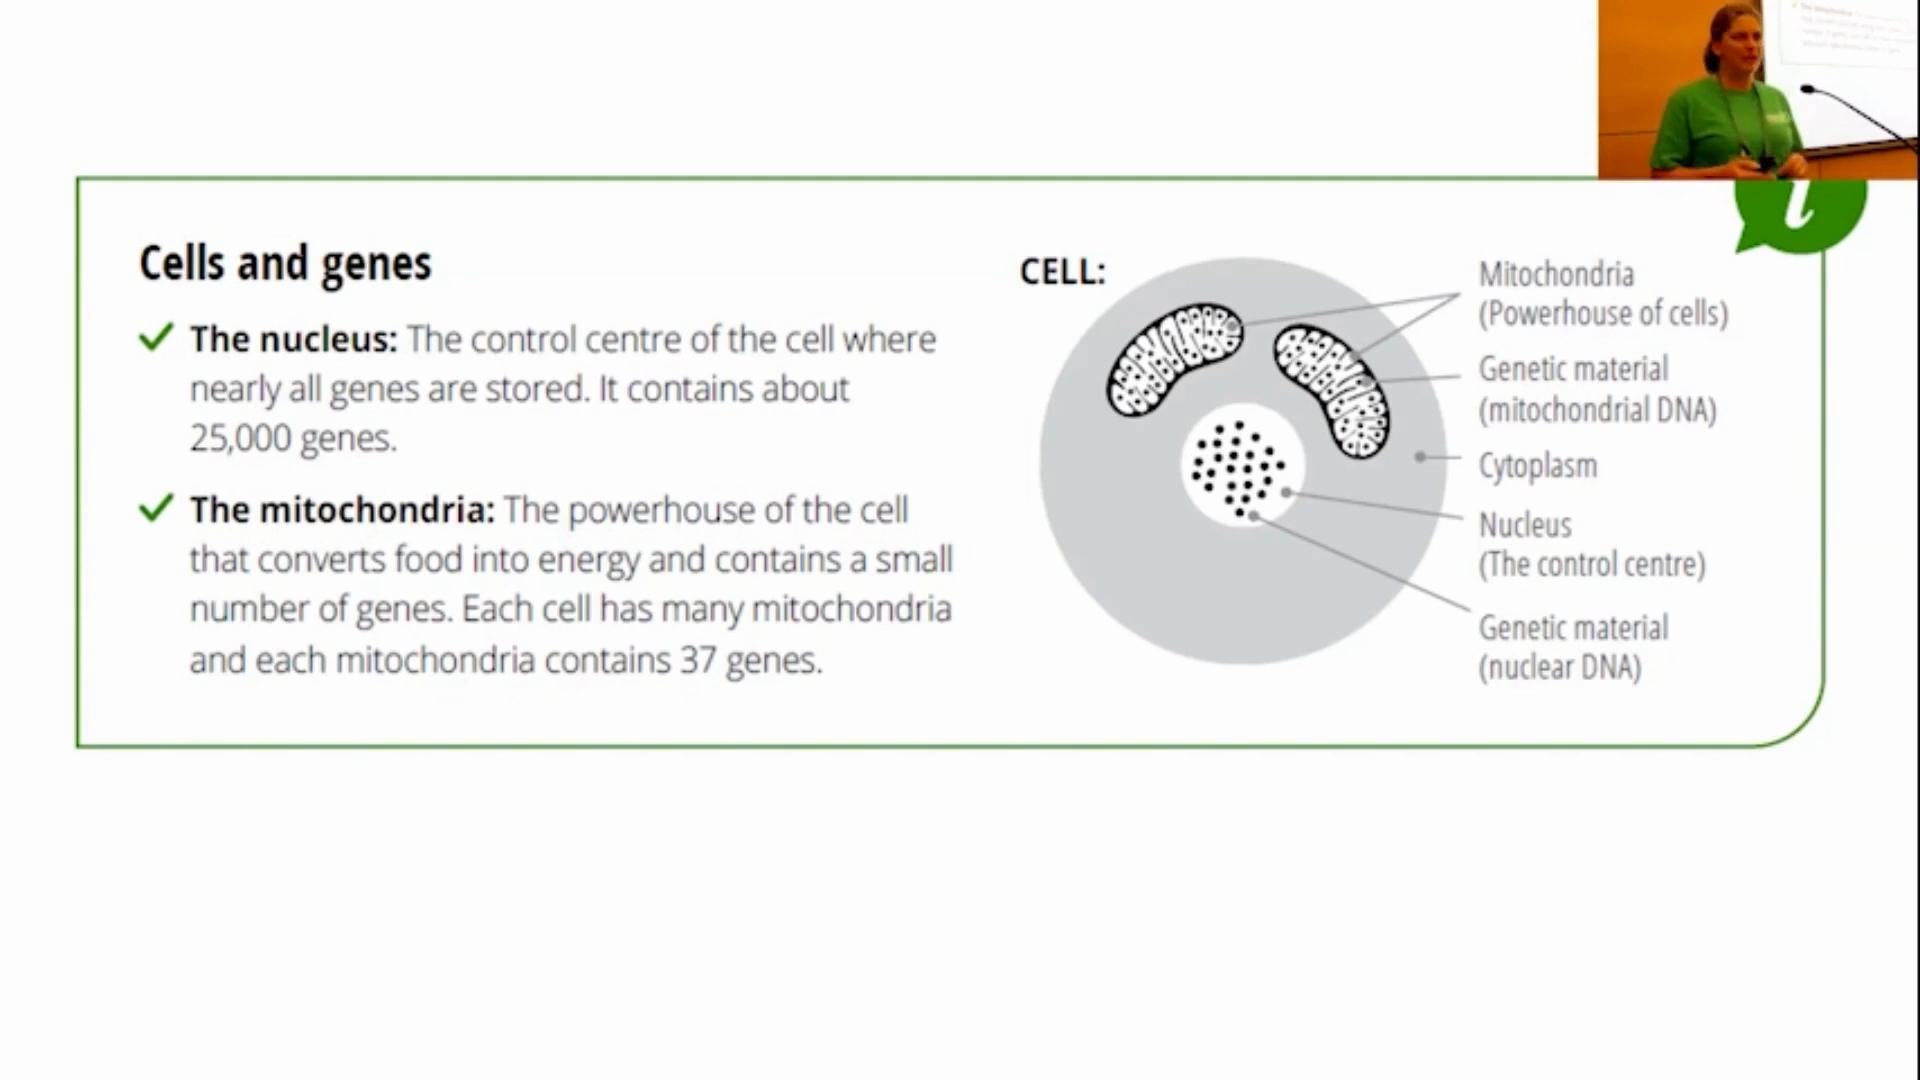 Cells and genes
The nucleus: The control centre of the cell where
nearly all genes are stored. It contains about
25,000 genes.
The mitochondria: The powerhouse of the cell
that converts food into energy and contains a small
number of genes. Each cell has many mitochondria
and each mitochondria contains 37 genes.
CELL:
Mitochondria
(Powerhouse of cells)
Genetic material
(mitochondrial DNA)
Cytoplasm
Nucleus
(The control centre)
Genetic material
(nuclear DNA)
i